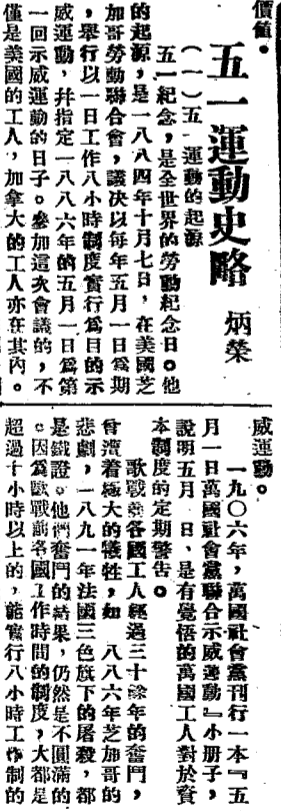 價値。
五一運動史略
炳榮
(一)五一運動的起源
五一紀念,是全世界的勞動紀念日。他
的起源,是一八八四年十月七日,在美國芝
加哥勞動聯合會,議決以每年五月一日爲期
,舉行以一日工作八小時制度實行爲目的示
威運動,并指定一八八六年的五月一日爲第
一回示威運動的日子。參加這次會議的,不
僅是美國的工人,加拿大的工人亦在其內。
威運動。
一九〇六年,萬國社會黨刊行一本『五
月一日萬國社會黨聯合示威運動』小册子,
說明五月一日,是有覺悟的萬國工人對於資
本制度的定期警告。
歐戰前各國工人經過三十餘年的奮鬥,
曾瀝着極大的犧牲,如一八八六年芝加哥的
悲劇,一八九一年法國三色旗下的屠殺,都
是鐵證。他們奮鬥的結果,仍然是不圓滿的
。因爲歐戰前各國工作時間的制度,大都是
超過十小時以上的,能實行八小時工作制的